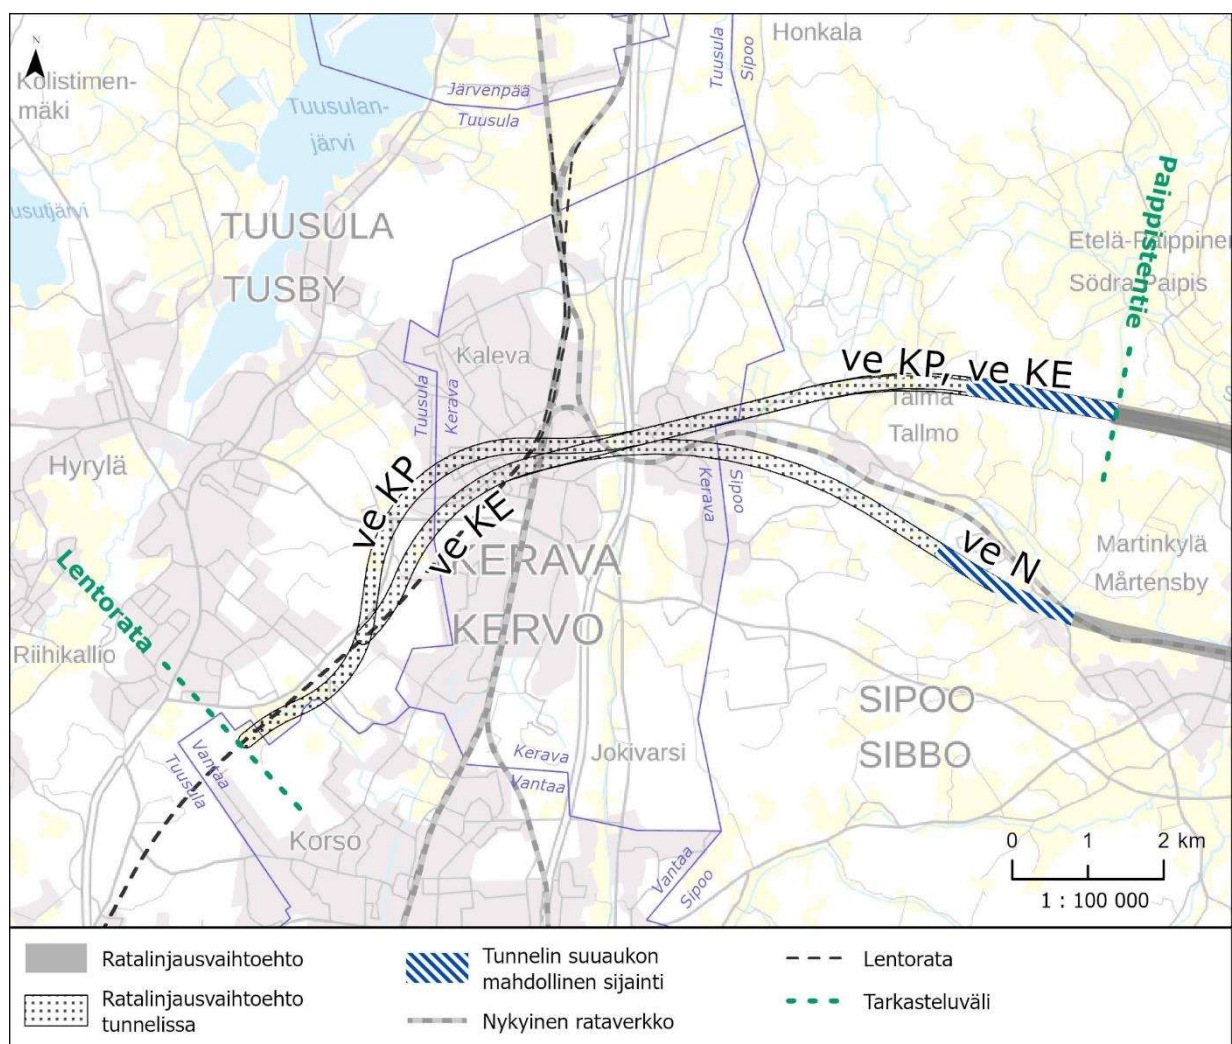 N
Kolistimen-
mäki
Tuusulan-
järvi
Järvenpää
Tuusula
Tuusula
Sipoo
Honkala
TUUSULA
TUSBY
Paippistentie
Södra Paipis
Kaleva
Tuusula
Kerava
ve KP, ve KE
Talma
Tallmo
Hyrylä
ve KP
ve KE
Kerava
Sipoo
ve N
Martinkylä
Mårtensby
KERAVA
KERVO
Lentorata
Riihikallio
Vantaa
Tuusula
SIPOO
SIBBO
Kerava
Vantaa
Jokivarsi
Korso
Vantaa
Sipoo
0 1 2 km
1 : 100 000
Ratalinjausvaihtoehto
Ratalinjausvaihtoehto
tunnelissa
Tunnelin suuaukon
mahdollinen sijainti
Nykyinen rataverkko
Lentorata
Tarkasteluväli